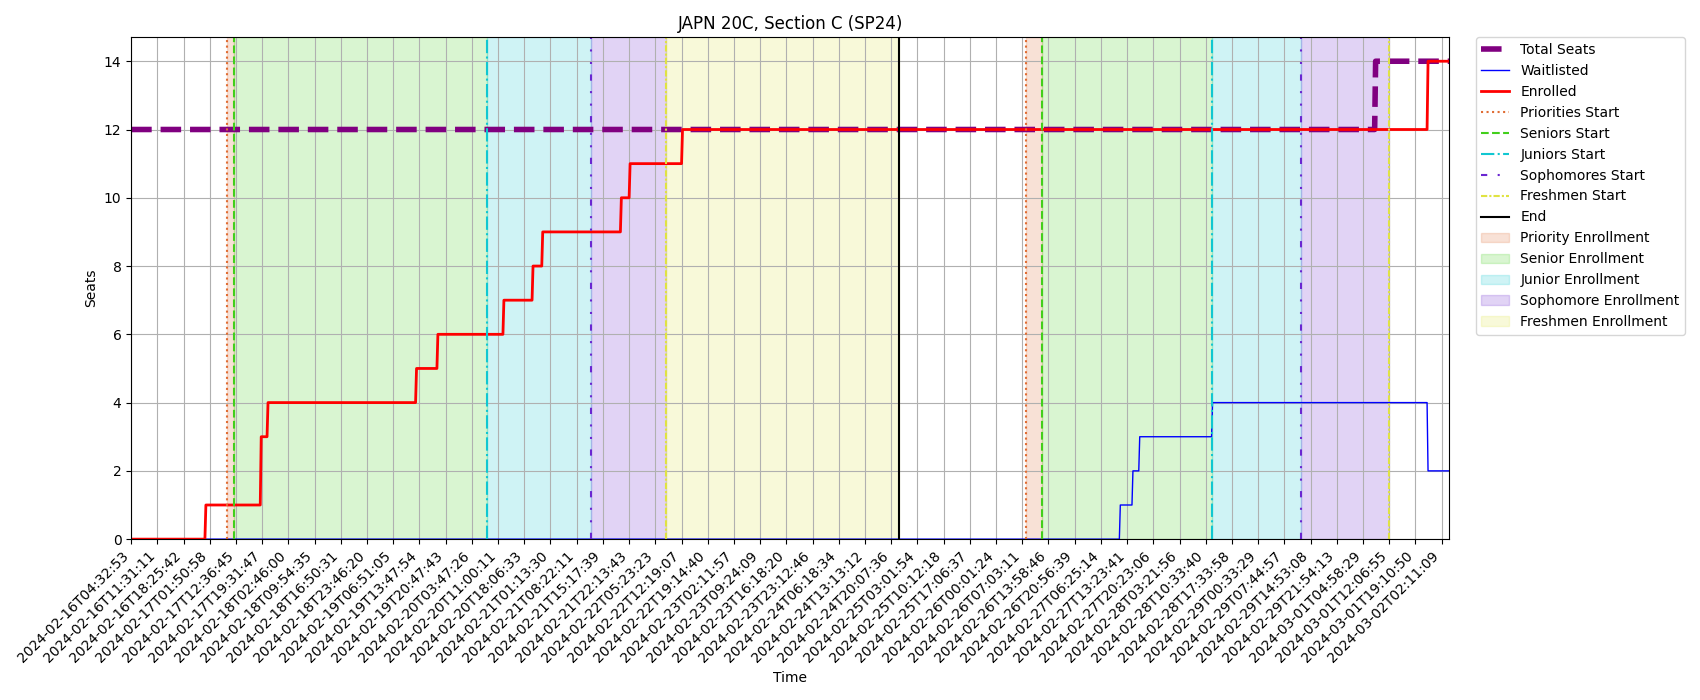 JAPN 20C, Section C (SP24)
Seats
14
12
10
8
6
4
2
0
2024-02-16T04:32:53
2024-02-16T11:31:11
2024-02-16T18:25:42
2024-02-17T01:50:58
2024-02-17T12:36:45
2024-02-17T19:31:47
2024-02-18T02:46:00
2024-02-18T09:54:35
2024-02-18T16:50:31
2024-02-18T23:46:20
2024-02-19T06:51:05
2024-02-19T13:47:54
2024-02-19T20:47:43
2024-02-20T03:47:26
2024-02-20T11:00:11
2024-02-20T18:06:33
2024-02-21T01:13:30
2024-02-21T08:22:11
2024-02-21T15:17:39
2024-02-21T22:13:43
2024-02-22T05:23:23
2024-02-22T12:19:07
2024-02-22T19:14:40
2024-02-23T02:11:57
2024-02-23T09:24:09
2024-02-23T16:18:20
2024-02-23T23:12:46
2024-02-24T06:18:34
2024-02-24T13:13:12
2024-02-24T20:07:36
2024-02-25T03:01:54
2024-02-25T10:12:18
2024-02-25T17:06:37
2024-02-26T00:01:24
2024-02-26T07:03:11
2024-02-26T13:58:46
2024-02-26T20:56:39
2024-02-27T06:25:14
2024-02-27T13:23:41
2024-02-27T20:23:06
2024-02-28T03:21:56
2024-02-28T10:33:40
2024-02-28T17:33:58
2024-02-29T00:33:29
2024-02-29T07:44:57
2024-02-29T14:53:08
2024-02-29T21:54:13
2024-03-01T04:58:29
2024-03-01T12:06:55
2024-03-01T19:10:50
2024-03-02T02:11:09
Time
Total Seats
Waitlisted
Enrolled
Priorities Start
Seniors Start
Juniors Start
Sophomores Start
Freshmen Start
End
Priority Enrollment
Senior Enrollment
Junior Enrollment
Sophomore Enrollment
Freshmen Enrollment